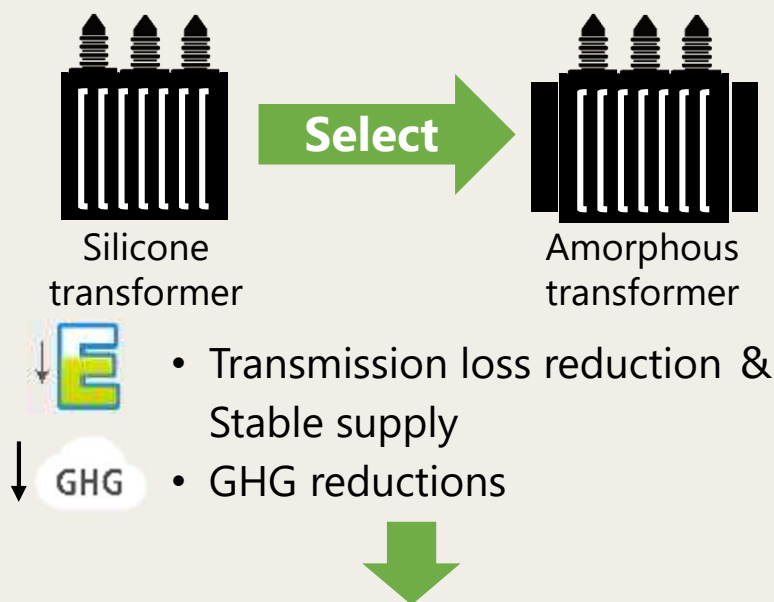 Select
Silicone
transformer
Amorphous
transformer
E
• Transmission loss reduction &
Stable supply
GHG
• GHG reductions